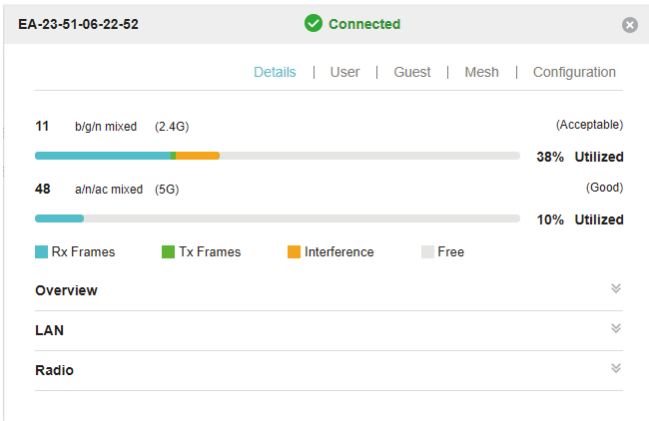 EA-23-51-06-22-52 Connected
Details | User | Guest | Mesh | Configuration
11 b/g/n mixed (2.4G) (Acceptable)
38% Utilized
48 a/n/ac mixed (5G) (Good)
10% Utilized
Rx Frames Tx Frames Interference Free
Overview
LAN
Radio